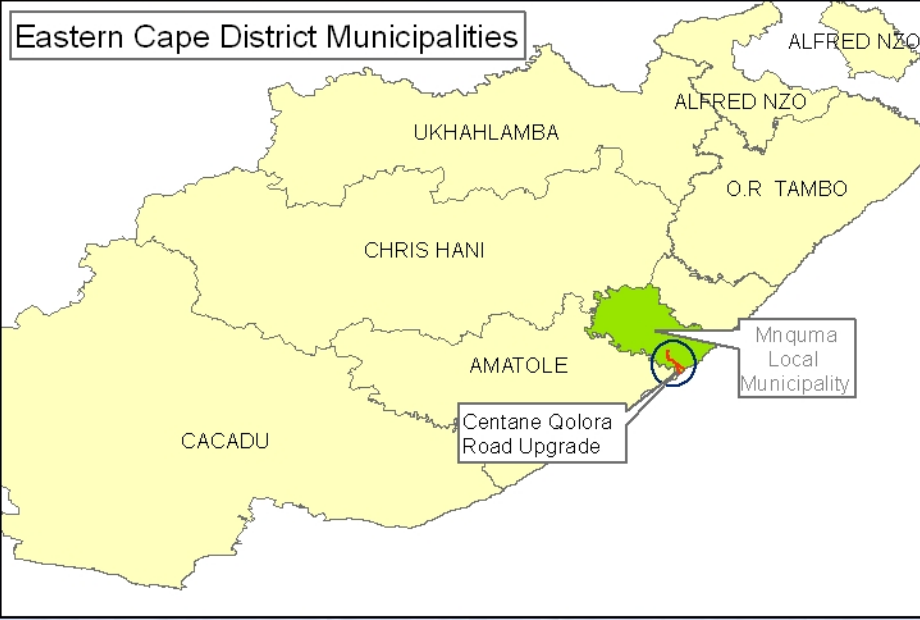 Eastern Cape District Municipalities
ALFRED NZO
ALFRED NZO
UKHAHLAMBA
O.R TAMBO
CHRIS HANI
Mnquma
Local
Municipality
AMATOLE
Centane Qolora
Road Upgrade
CACADU